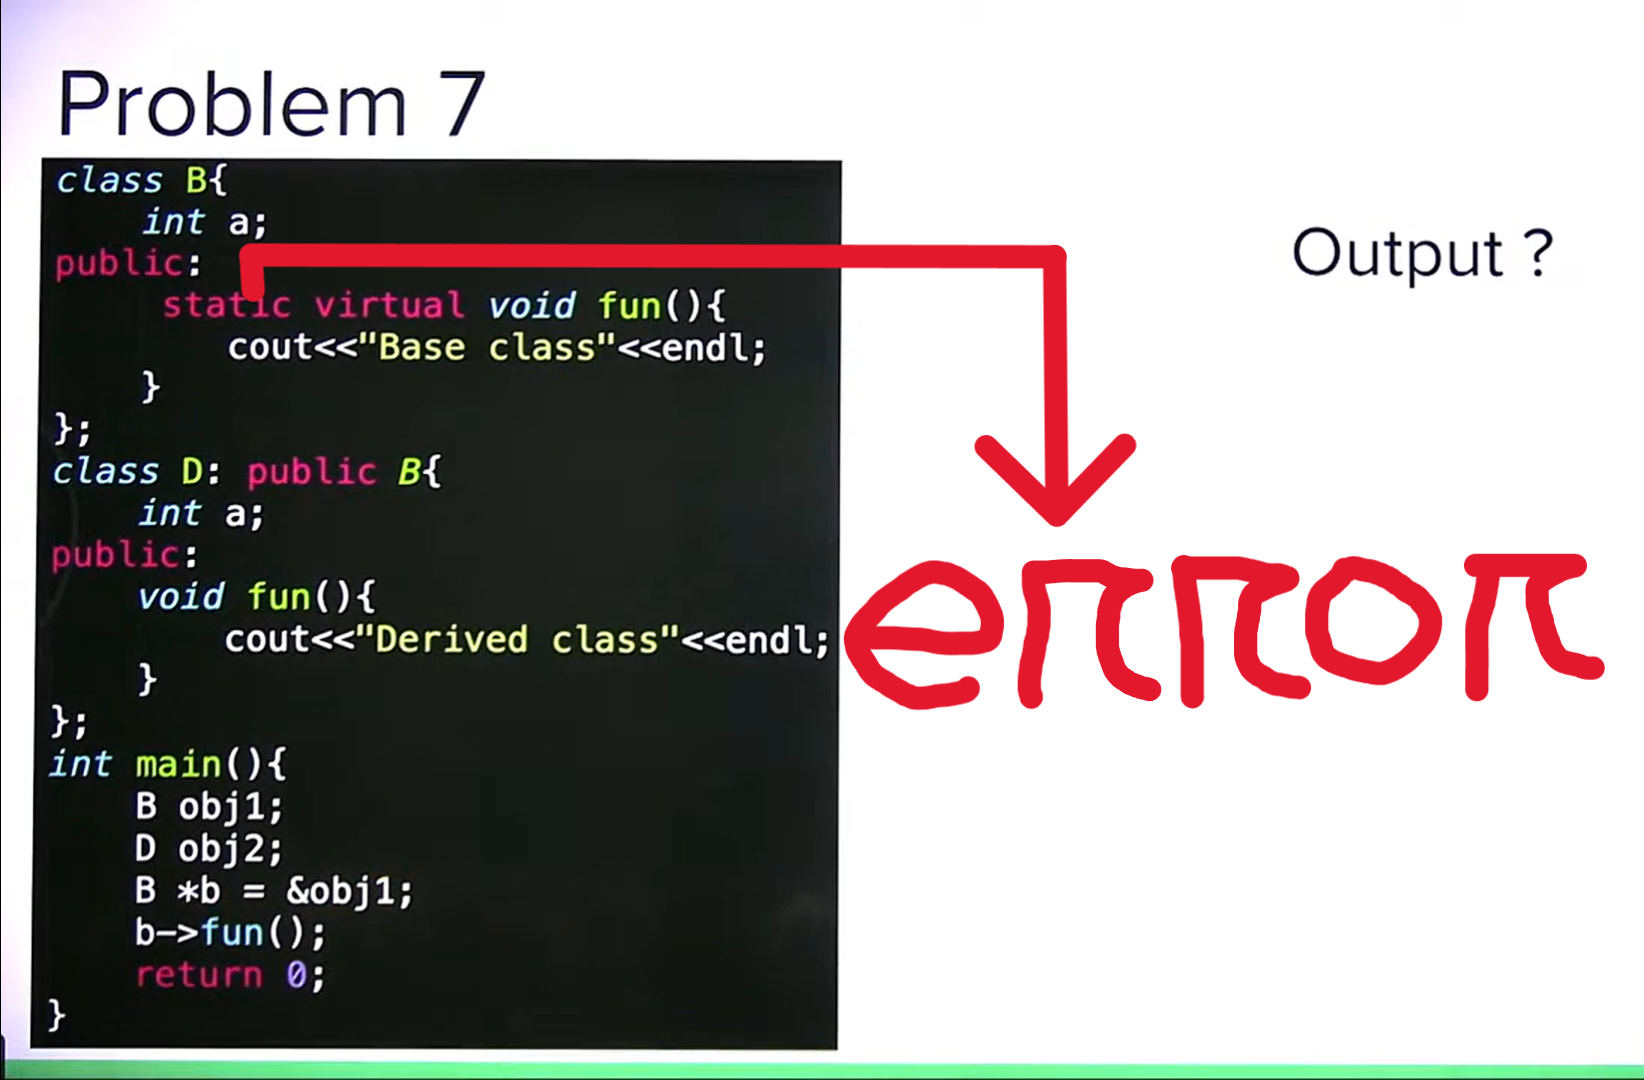 Problem 7
class B{
    int a;
public:
    static virtual void fun(){
        cout<<"Base class"<<endl;
    }
};
class D: public B{
    int a;
public:
    void fun(){
        cout<<"Derived class"<<endl;
    }
};
int main(){
    B obj1;
    D obj2;
    B *b = &obj1;
    b->fun();
    return 0;
}
Output ?
error